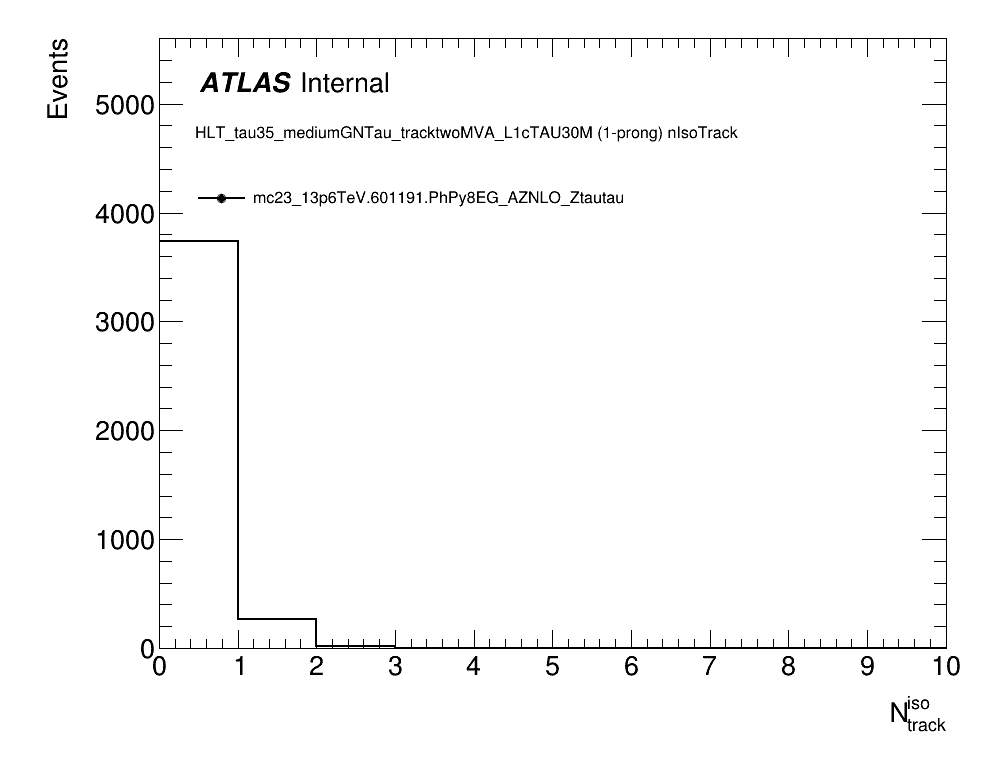 Events
ATLAS Internal
HLT_tau35_mediumGNTau_tracktwoMVA_L1cTAU30M (1-prong) nIsoTrack
mc23_13p6TeV.601191.PhPy8EG_AZNLO_Ztautau
5000
4000
3000
2000
1000
0
0 1 2 3 4 5 6 7 8 9 10
N iso track